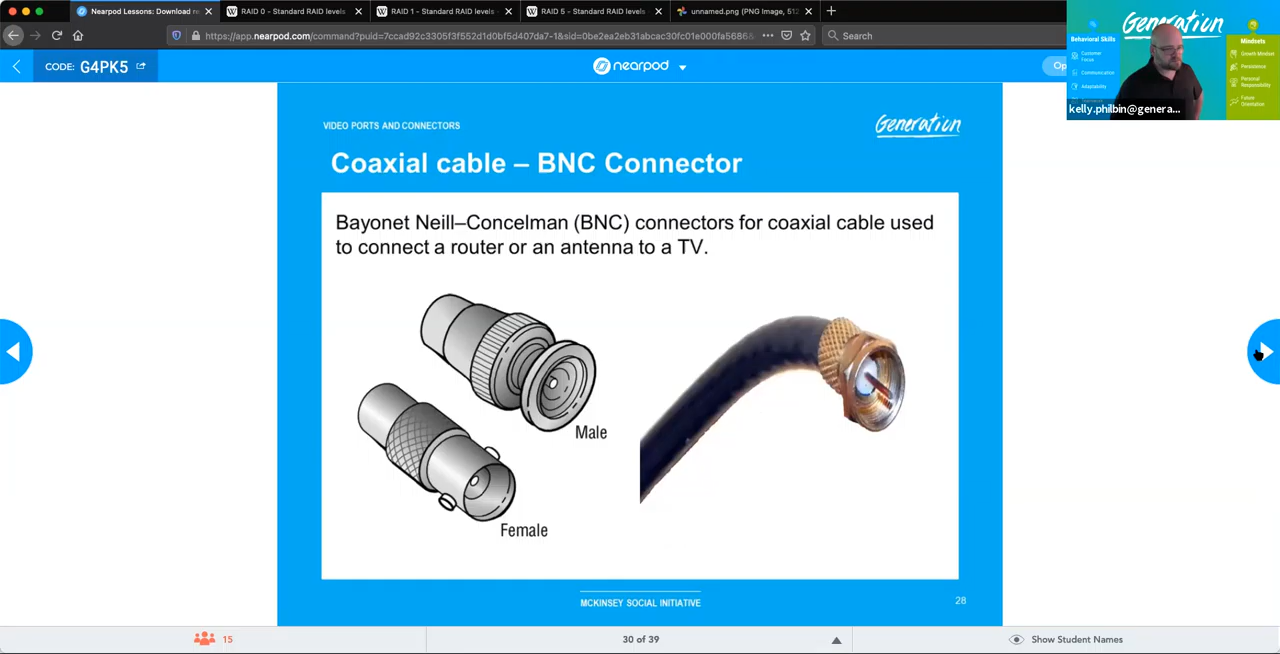 Nearpod Lessons: Download re
RAID 0 - Standard RAID levels
RAID 1 - Standard RAID levels -
RAID 5 - Standard RAID levels
unnamed.png (PNG Image, 512
https://app.nearpod.com/command?puid=7ccad92c3305f3f552d1d0bf5d407da7-1&sid=0be2ea2eb31abcac30fc01e000fa5686&
Search
Generation
Behavioral Skills
Customer
Focus
Communication
Adaptability
Mindsets
Growth Mindset
Persistence
Personal
Responsibility
Future
Orientation
kelly.philbin@genera...
CODE: G4PK5
nearpod
Op
VIDEO PORTS AND CONNECTORS
Generation
Coaxial cable – BNC Connector
Bayonet Neill–Concelman (BNC) connectors for coaxial cable used
to connect a router or an antenna to a TV.
Male
Female
MCKINSEY SOCIAL INITIATIVE
28
15
30 of 39
Show Student Names